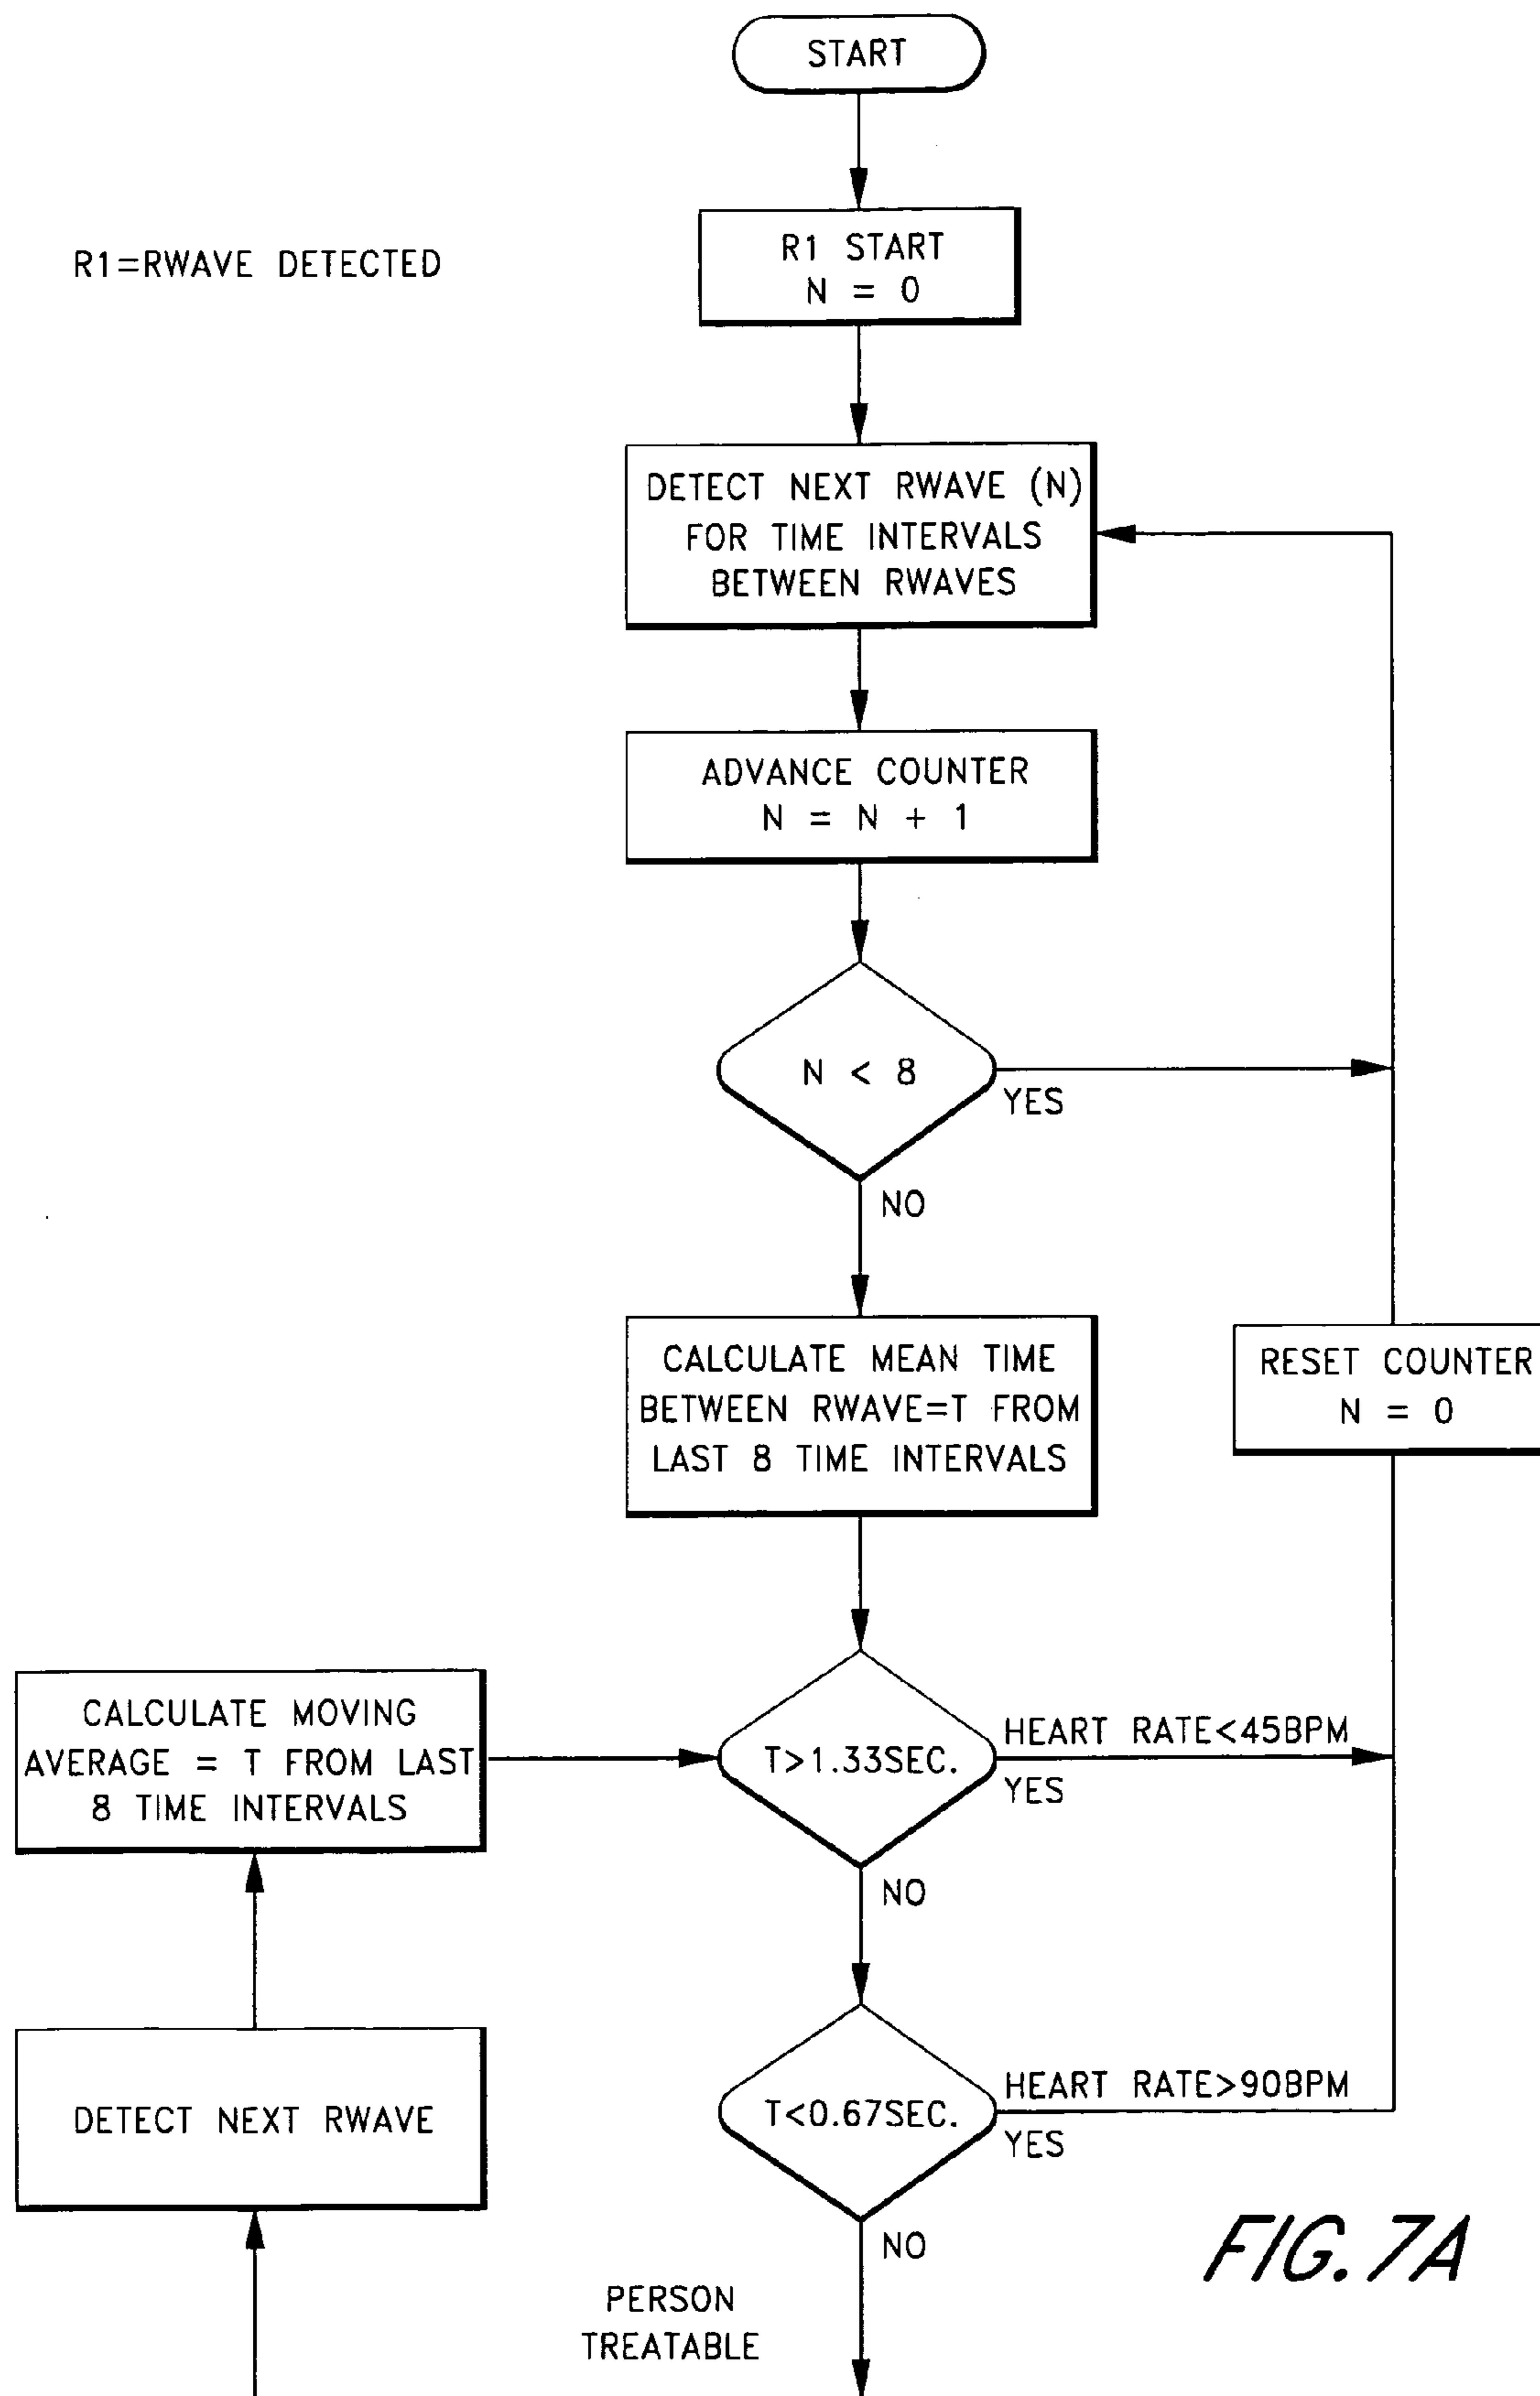 START
R1=RWAVE DETECTED
R1 START
N = 0
DETECT NEXT RWAVE (N)
FOR TIME INTERVALS
BETWEEN RWAVES
ADVANCE COUNTER
N = N + 1
N < 8
YES
NO
CALCULATE MEAN TIME
BETWEEN RWAVE=T FROM
LAST 8 TIME INTERVALS
RESET COUNTER
N = 0
CALCULATE MOVING
AVERAGE = T FROM LAST
8 TIME INTERVALS
T>1.33SEC.
HEART RATE<45BPM
YES
NO
DETECT NEXT RWAVE
T<0.67SEC.
HEART RATE>90BPM
YES
NO
PERSON
TREATABLE
FIG. 7A